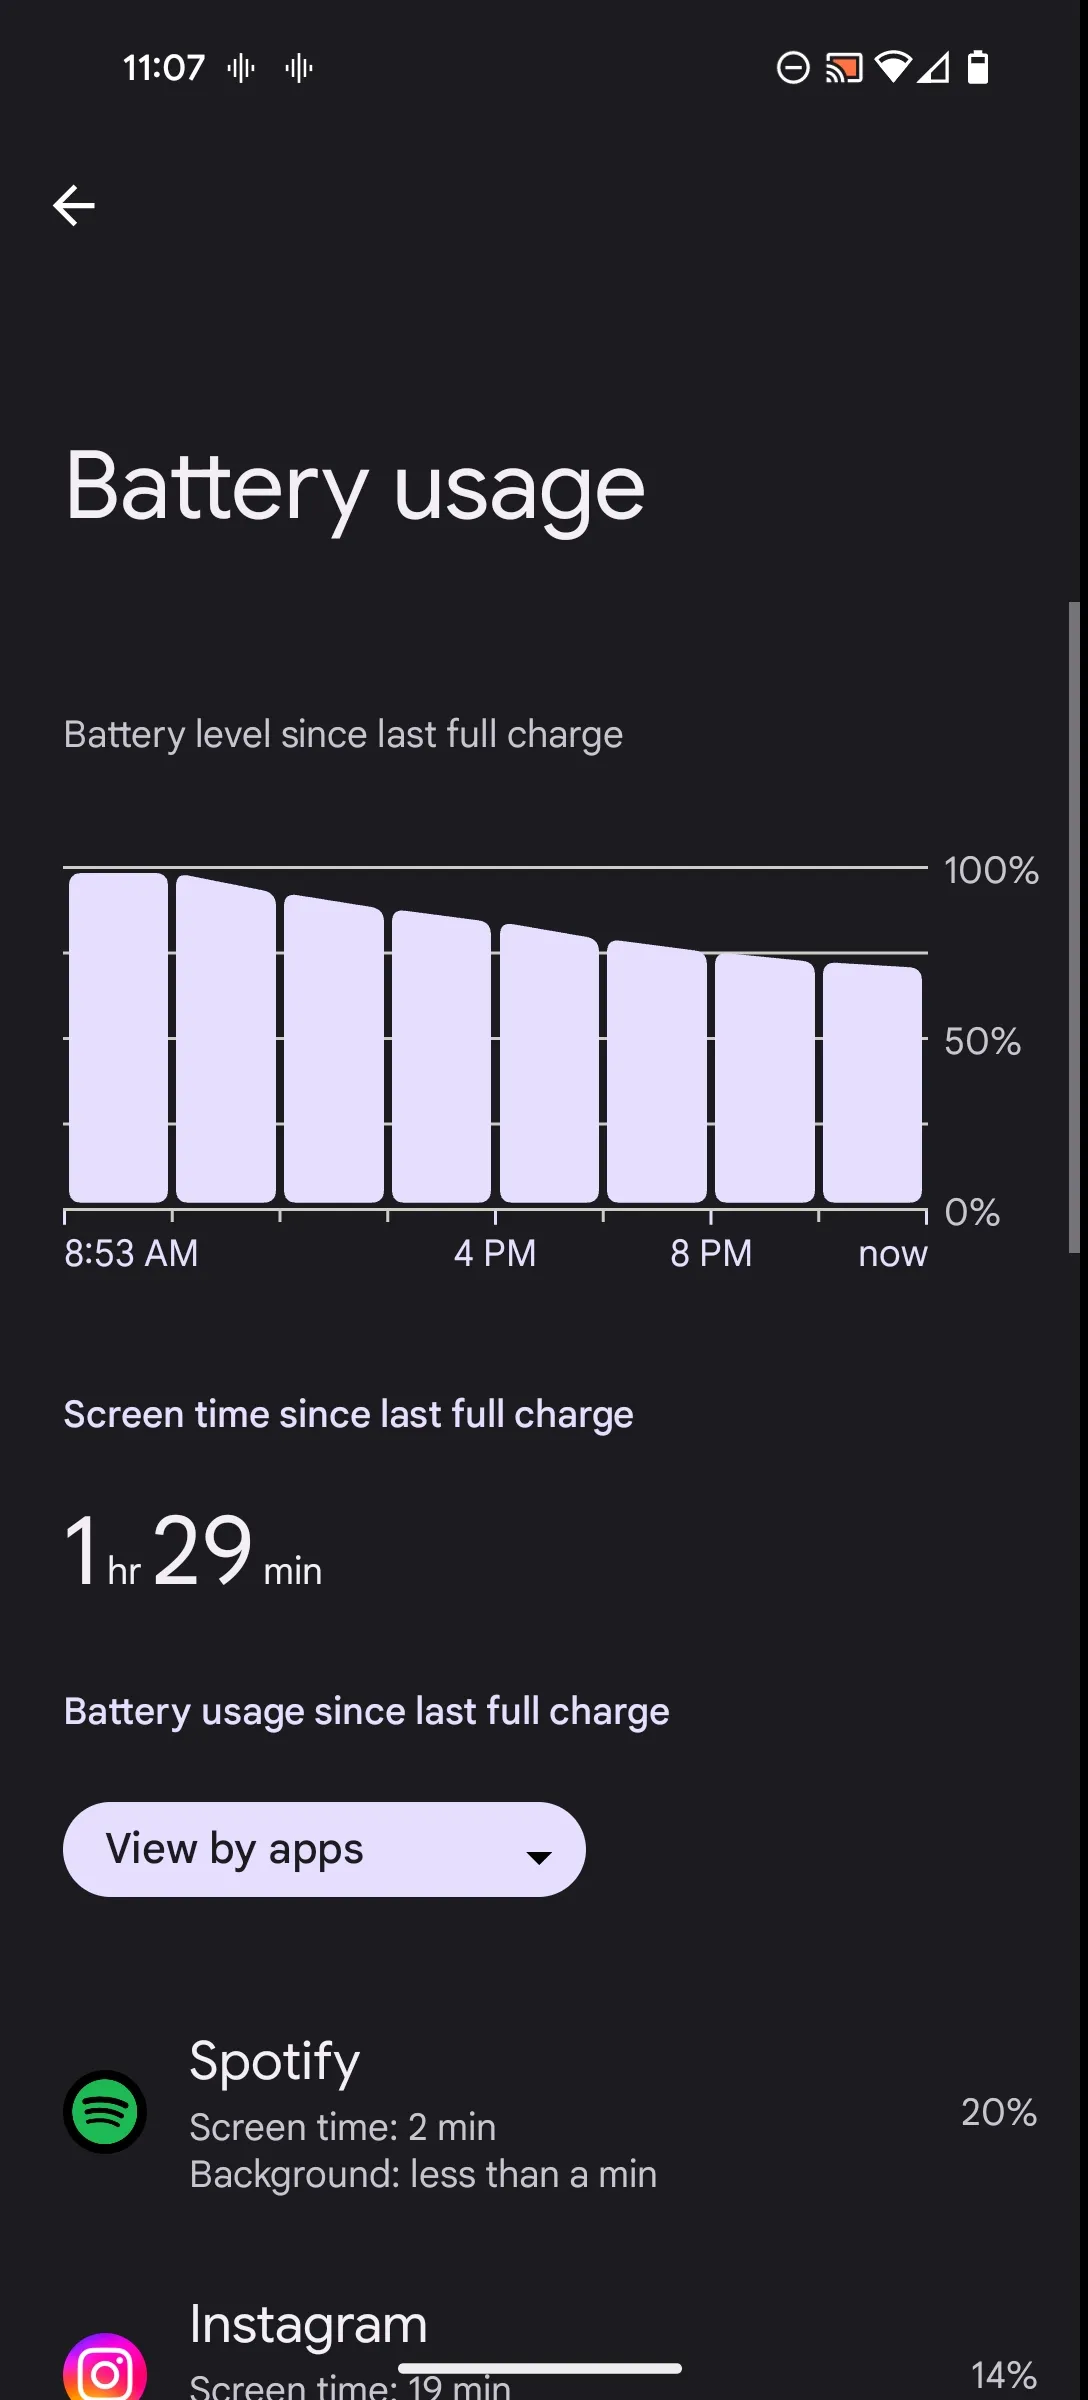 11:07
Battery usage
Battery level since last full charge
100%
50%
0%
8:53 AM 4 PM 8 PM now
Screen time since last full charge
1 hr 29 min
Battery usage since last full charge
View by apps
Spotify
Screen time: 2 min
Background: less than a min
20%
Instagram
Screen time: 19 min
14%